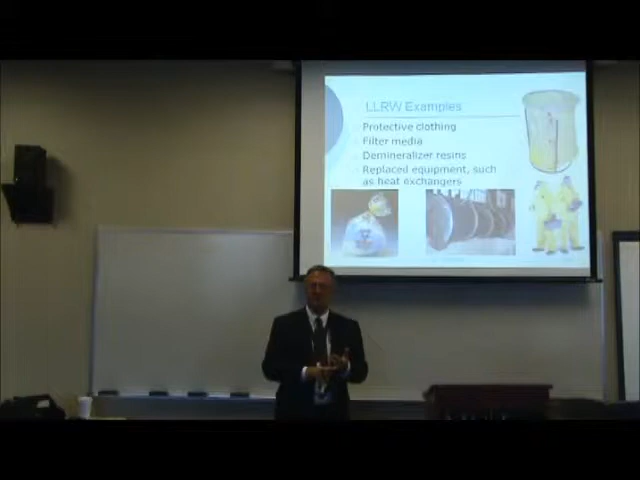 LLRW Examples
Protective clothing
Filter media
Demineralizer resins
Replaced equipment, such
as heat exchangers